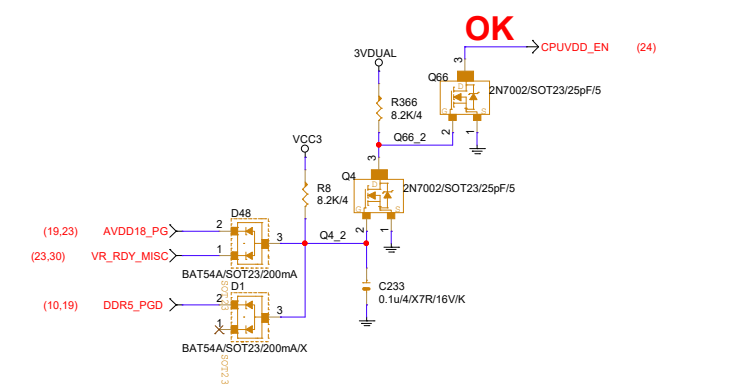 OK
3VDUAL
3
CPUVDD_EN (24)
Q66
D
2N7002/SOT23/25pF/5
R366
8.2K/4
G S
VCC3
Q66_2
2
1
3
Q4
R8
8.2K/4
D
2N7002/SOT23/25pF/5
D48
G S
(19,23) AVDD18_PG
2
3
Q4_2
2
1
(23,30) VR_RDY_MISC
1
BAT54A/SOT23/200mA
SOT23
D1
C233
0.1u/4/X7R/16V/K
(10,19) DDR5_PGD
2
3
1
BAT54A/SOT23/200mA/X
SOT23